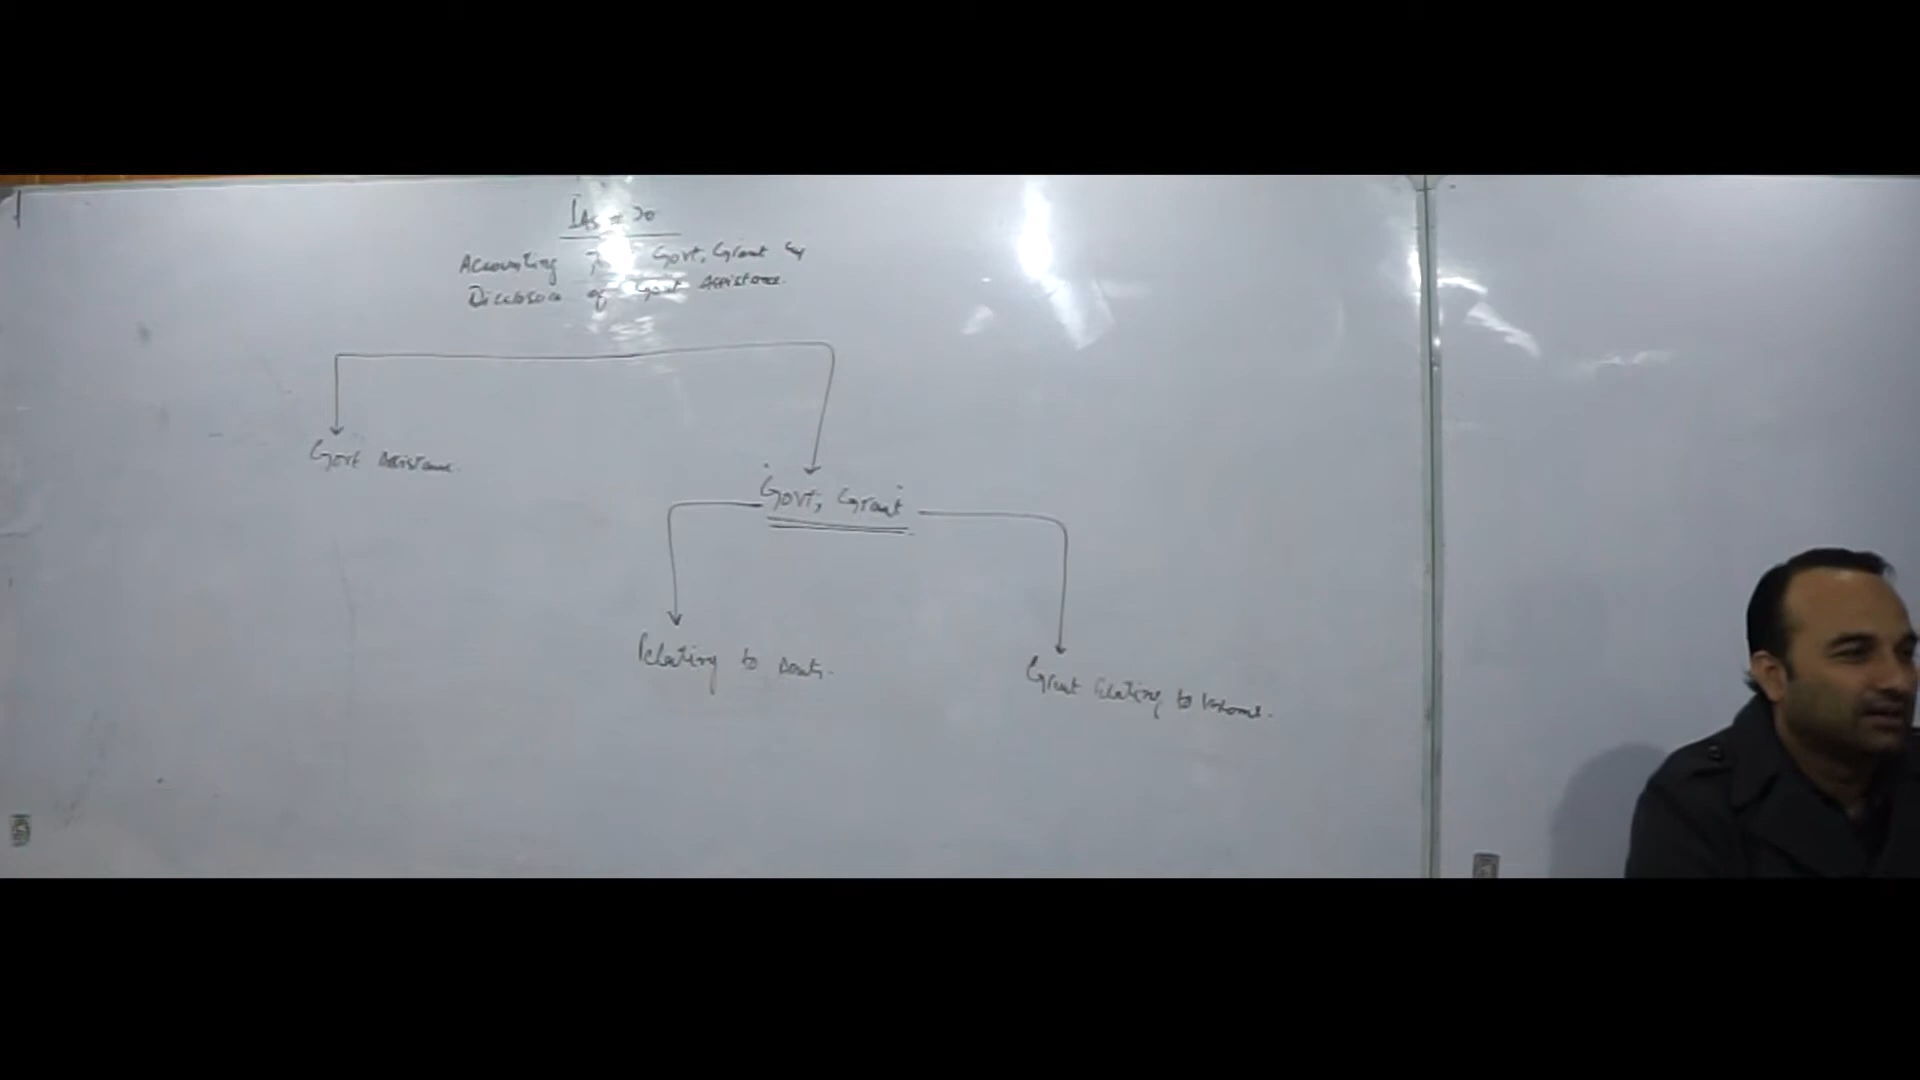 IAS # 20
Accounting for Govt, Grant &
Disclosure of Govt Assistance.
Govt Assistance.
Govt, Grant
Relating to Assets.
Grant Relating to Income.